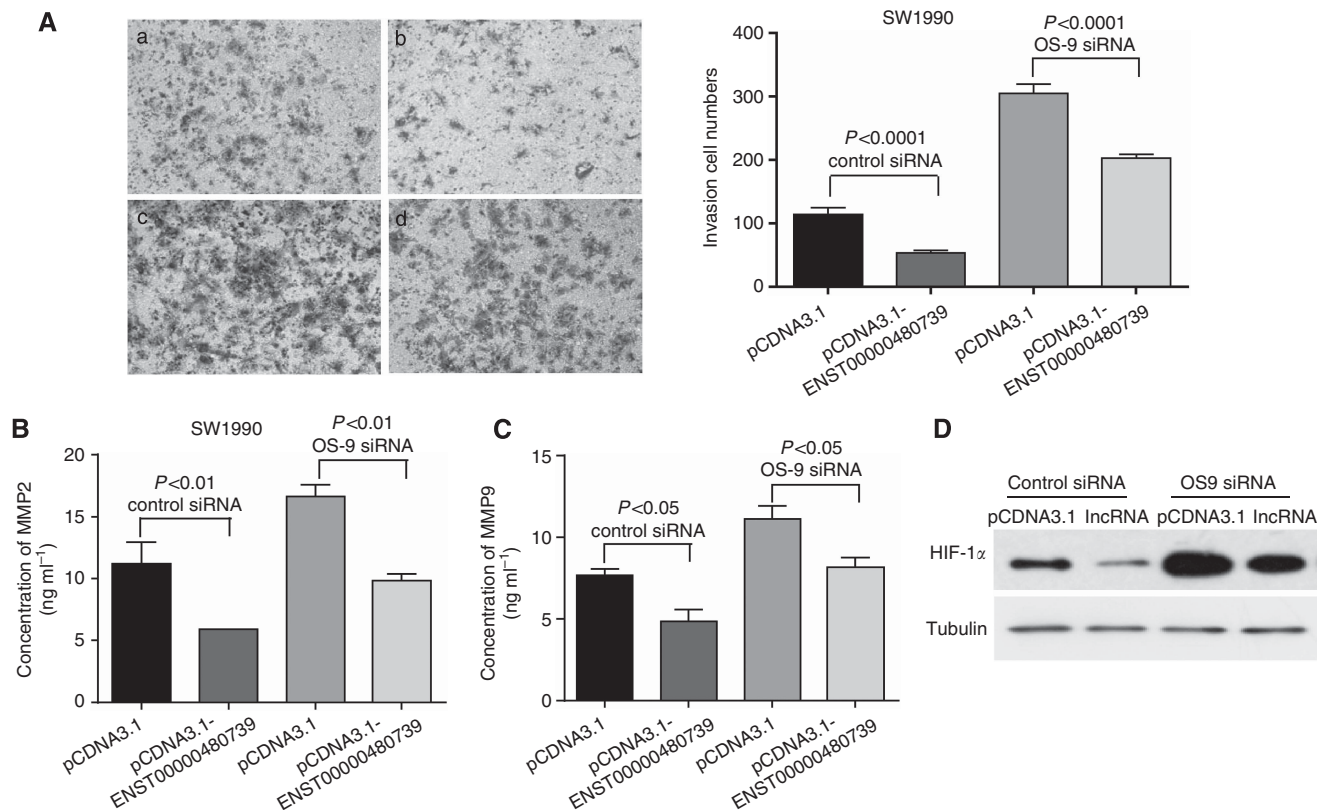 A
a
b
c
d
SW1990
P<0.0001
OS-9 siRNA
P<0.0001
control siRNA
Invasion cell numbers
400
300
200
100
0
pCDNA3.1
pCDNA3.1-
ENST00000480739
pCDNA3.1
pCDNA3.1-
ENST00000480739
B
SW1990
P<0.01
OS-9 siRNA
P<0.01
control siRNA
Concentration of MMP2
(ng ml⁻¹)
20
15
10
5
0
pCDNA3.1
pCDNA3.1-
ENST00000480739
pCDNA3.1
pCDNA3.1-
ENST00000480739
C
P<0.05
OS-9 siRNA
P<0.05
control siRNA
Concentration of MMP9
(ng ml⁻¹)
15
10
5
0
pCDNA3.1
pCDNA3.1-
ENST00000480739
pCDNA3.1
pCDNA3.1-
ENST00000480739
D
Control siRNA OS9 siRNA
pCDNA3.1 lncRNA pCDNA3.1 lncRNA
HIF-1α
Tubulin